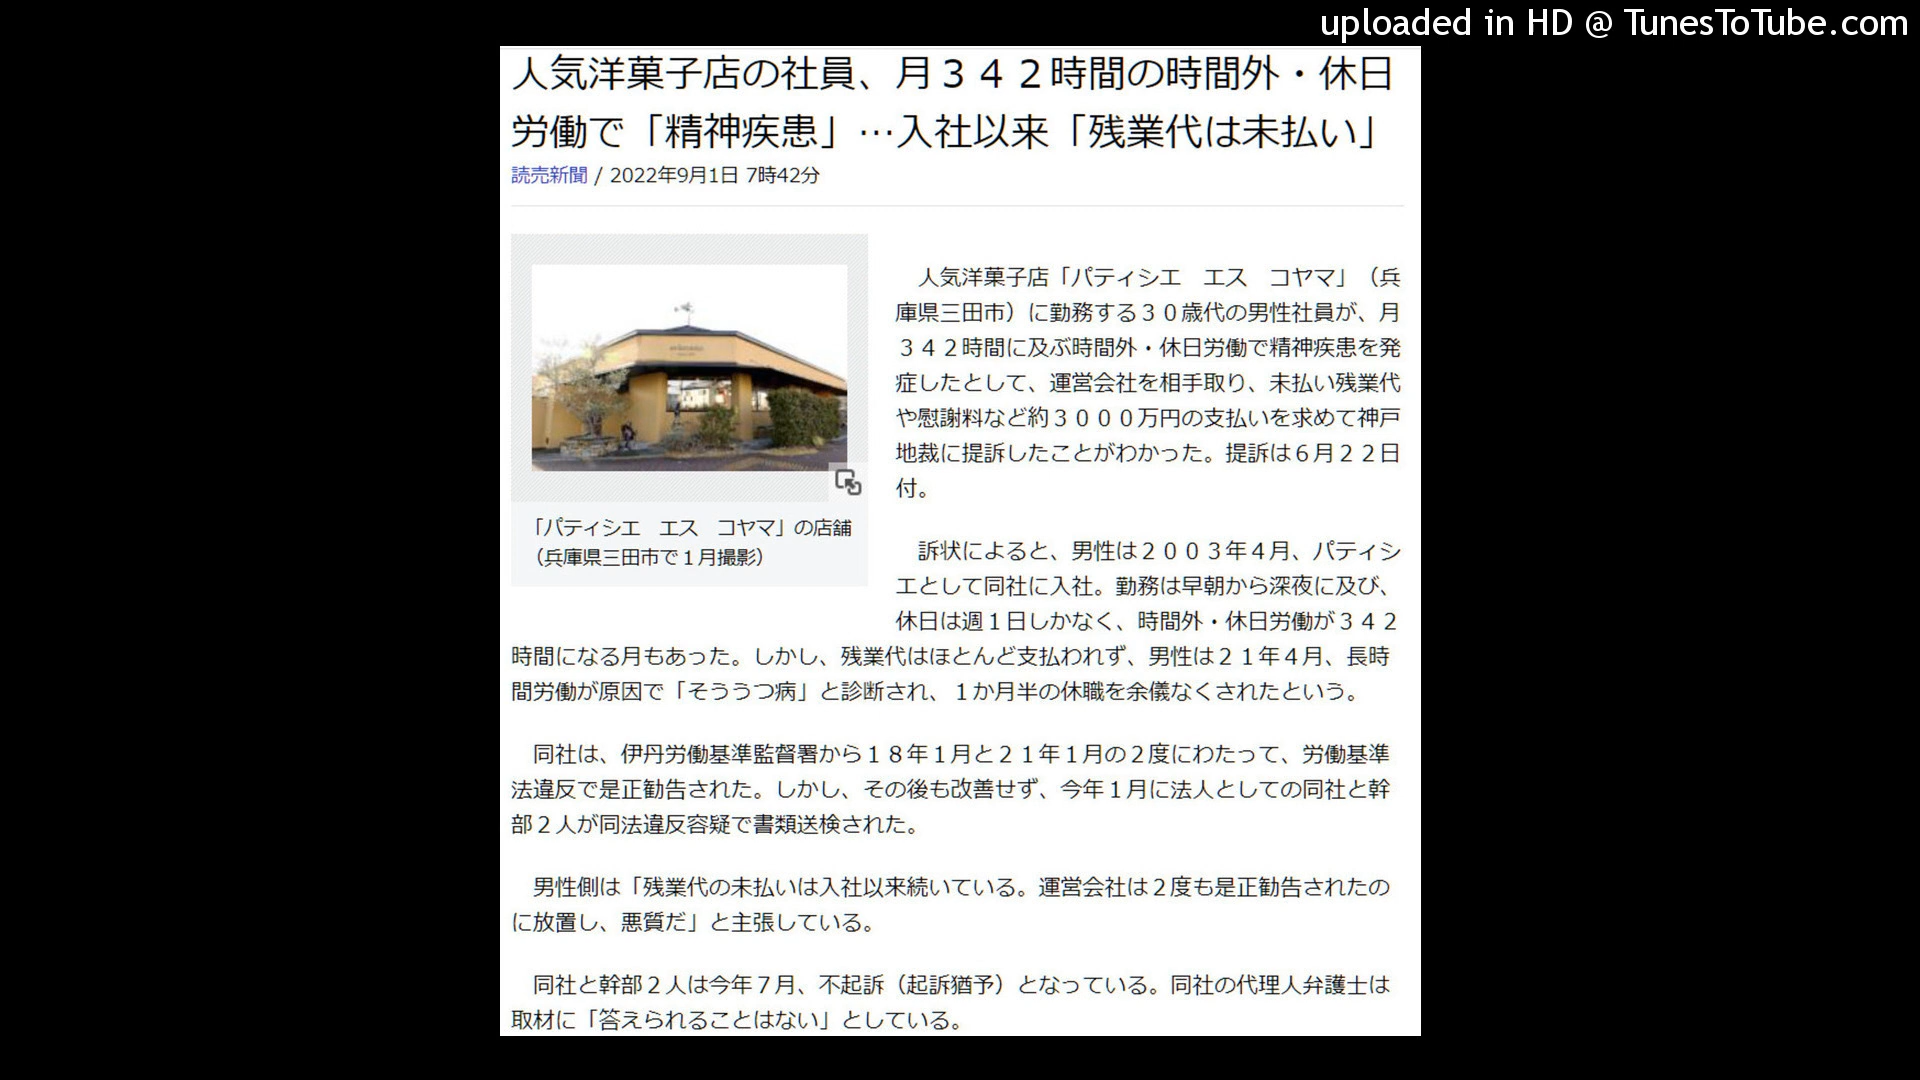 uploaded in HD @ TunesToTube.com
人気洋菓子店の社員、月３４２時間の時間外・休日
労働で「精神疾患」…入社以来「残業代は未払い」
読売新聞 / 2022年9月1日 7時42分
「パティシエ　エス　コヤマ」の店舗
（兵庫県三田市で１月撮影）
　人気洋菓子店「パティシエ　エス　コヤマ」（兵
庫県三田市）に勤務する３０歳代の男性社員が、月
３４２時間に及ぶ時間外・休日労働で精神疾患を発
症したとして、運営会社を相手取り、未払い残業代
や慰謝料など約３０００万円の支払いを求めて神戸
地裁に提訴したことがわかった。提訴は６月２２日
付。
　訴状によると、男性は２００３年４月、パティシ
エとして同社に入社。勤務は早朝から深夜に及び、
休日は週１日しかなく、時間外・休日労働が３４２
時間になる月もあった。しかし、残業代はほとんど支払われず、男性は２１年４月、長時
間労働が原因で「そううつ病」と診断され、１か月半の休職を余儀なくされたという。
　同社は、伊丹労働基準監督署から１８年１月と２１年１月の２度にわたって、労働基準
法違反で是正勧告された。しかし、その後も改善せず、今年１月に法人としての同社と幹
部２人が同法違反容疑で書類送検された。
　男性側は「残業代の未払いは入社以来続いている。運営会社は２度も是正勧告されたの
に放置し、悪質だ」と主張している。
　同社と幹部２人は今年７月、不起訴（起訴猶予）となっている。同社の代理人弁護士は
取材に「答えられることはない」としている。